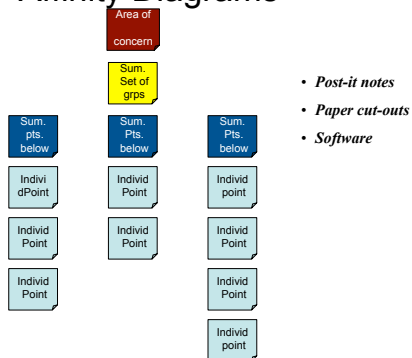 Affinity Diagrams
Area of
concern
Sum.
Set of
grps
• Post-it notes
• Paper cut-outs
• Software
Sum.
pts.
below
Sum.
Pts.
below
Sum.
Pts.
below
Indivi
dPoint
Individ
Point
Individ
point
Individ
Point
Individ
Point
Individ
Point
Individ
Point
Individ
Point
Individ
point